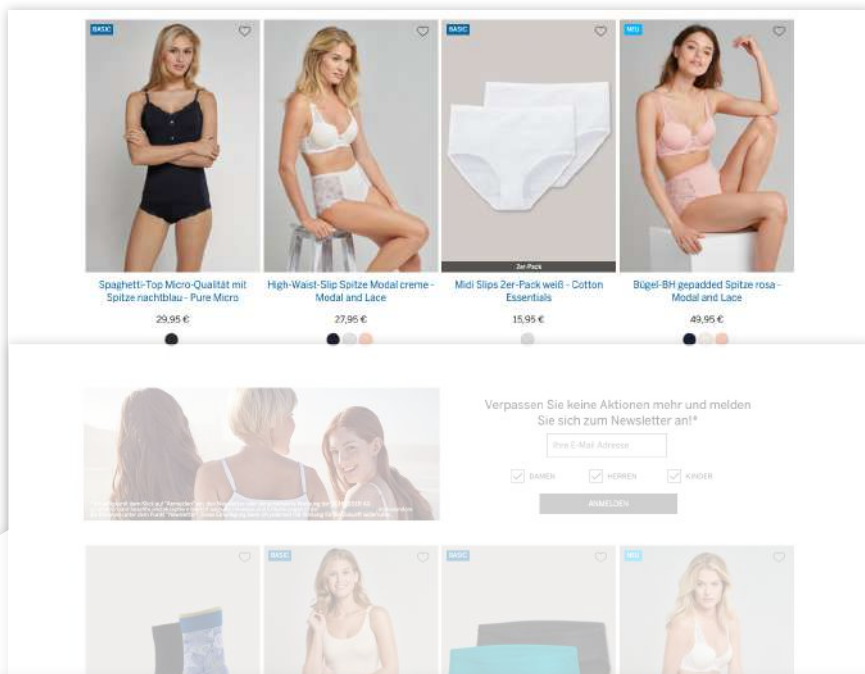 BASIC
BASIC
NEU
2er-Pack
Spaghetti-Top Micro-Qualität mit
Spitze nachtblau - Pure Micro
29,95 €
High-Waist-Slip Spitze Modal creme -
Modal and Lace
27,95 €
Midi Slips 2er-Pack weiß - Cotton
Essentials
15,95 €
Bügel-BH gepadded Spitze rosa -
Modal and Lace
49,95 €
Verpassen Sie keine Aktionen mehr und melden
Sie sich zum Newsletter an!*
Ihre E-Mail Adresse
DAMEN
HERREN
KINDER
ANMELDEN
BASIC
BASIC
NEU